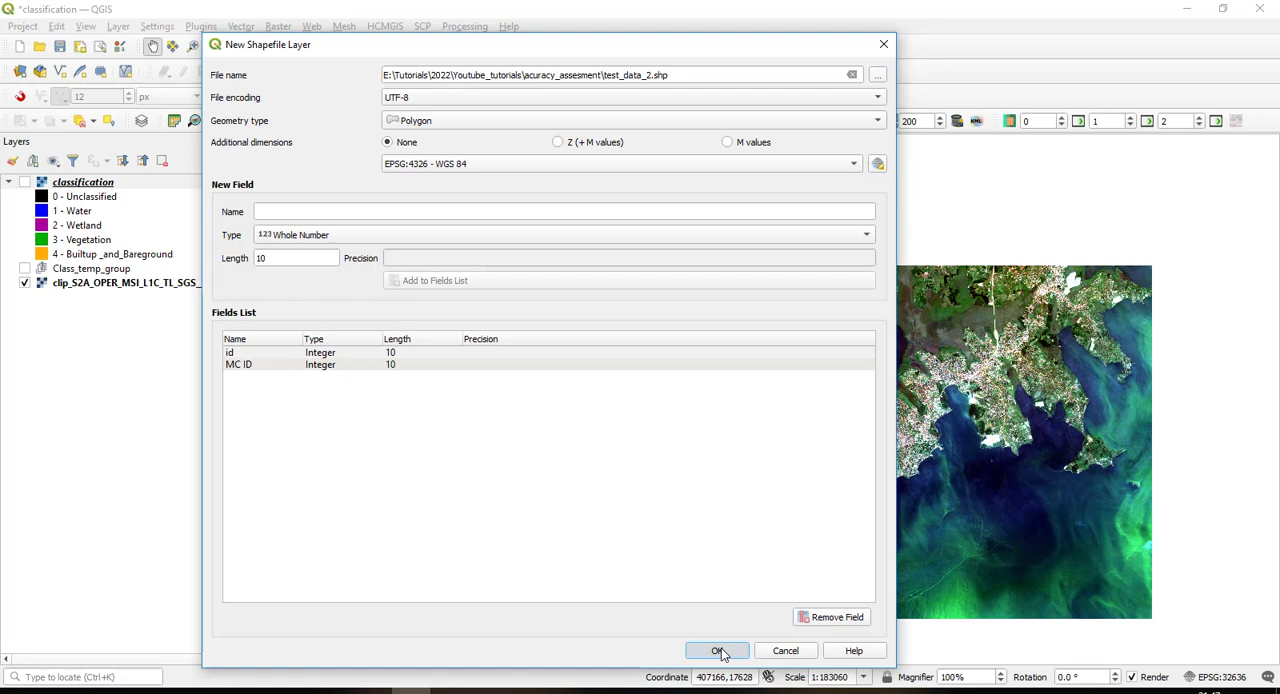 *classification — QGIS
Project Edit View Layer Settings Plugins Vector Raster Web Mesh HCMGIS SCP Processing Help
New Shapefile Layer
File name E:\Tutorials\2022\Youtube_tutorials\acuracy_assesment\test_data_2.shp ...
12 px
File encoding UTF-8
Geometry type Polygon
200 0 1 2
Layers
Additional dimensions None Z (+ M values) M values
EPSG:4326 - WGS 84
classification
New Field
0 - Unclassified
1 - Water
Name
2 - Wetland
Type 123 Whole Number
3 - Vegetation
4 - Builtup _and_Bareground
Length 10 Precision
Class_temp_group
Add to Fields List
clip_S2A_OPER_MSI_L1C_TL_SGS_
Fields List
Name Type Length Precision
id Integer 10
MC ID Integer 10
Remove Field
OK Cancel Help
Type to locate (Ctrl+K) Coordinate 407166,17628 Scale 1:183060 Magnifier 100% Rotation 0.0 ° Render EPSG:32636